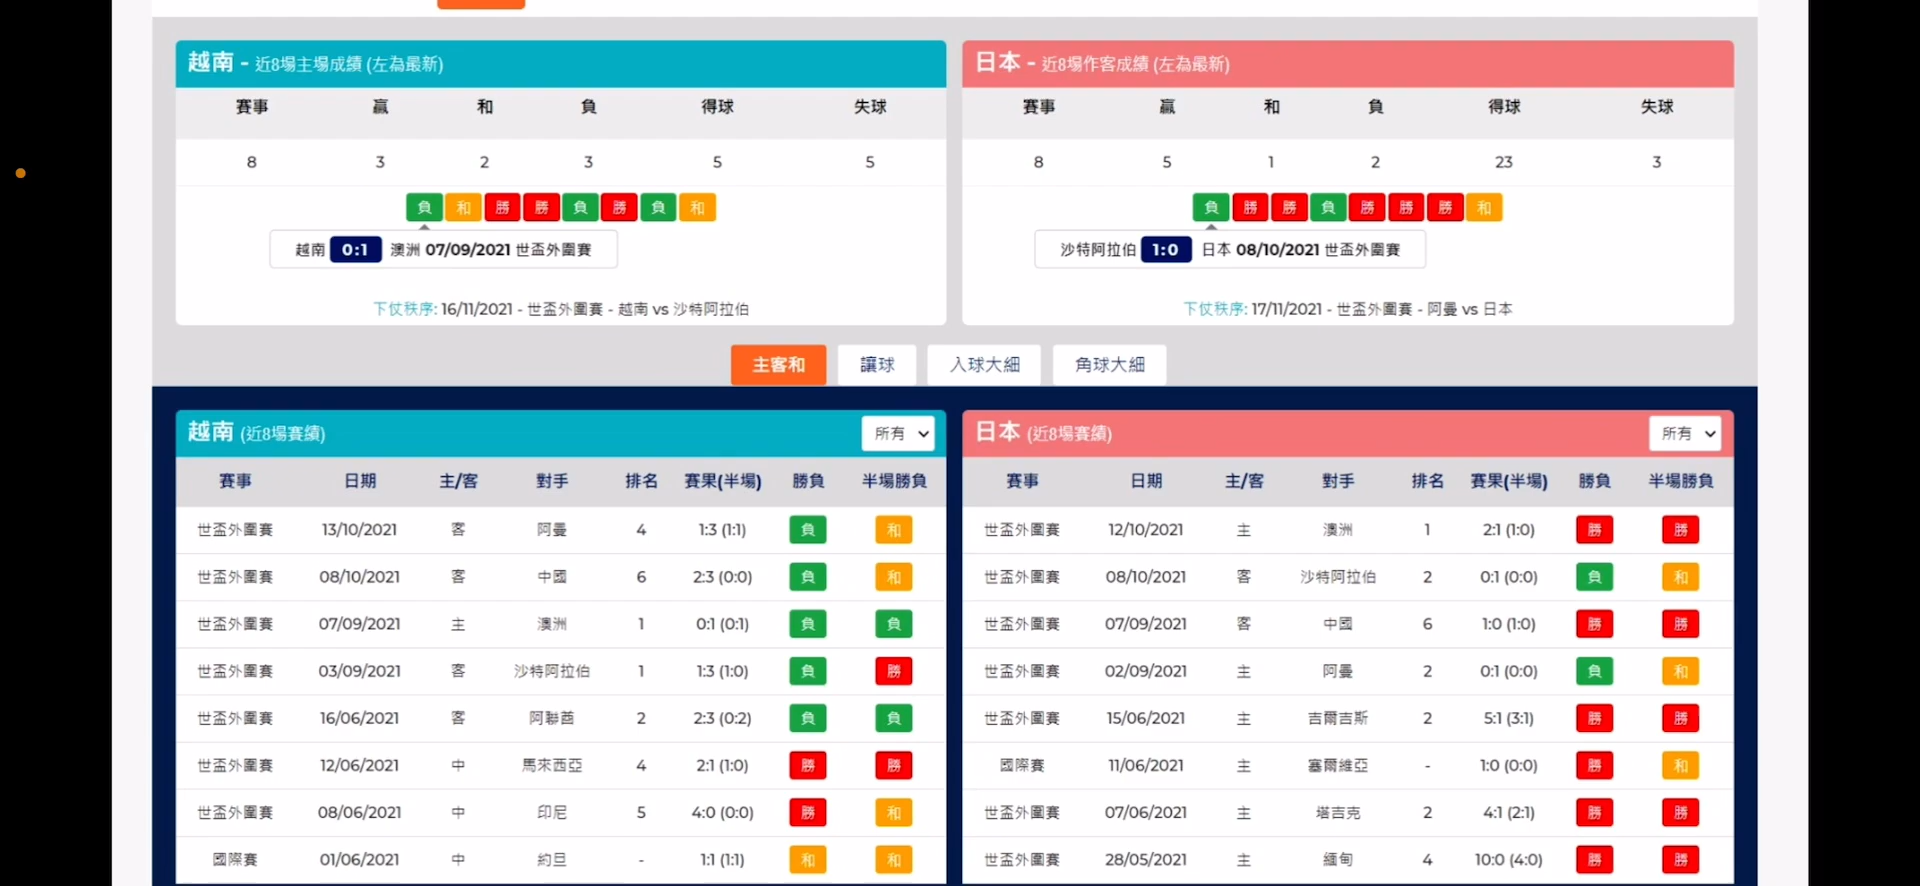 越南 - 近8場主場成績 (左為最新)
賽事 贏 和 負 得球 失球
8 3 2 3 5 5
負 和 勝 勝 負 勝 負 和
越南 0:1 澳洲 07/09/2021 世盃外圍賽
下仗秩序: 16/11/2021 - 世盃外圍賽 - 越南 vs 沙特阿拉伯
日本 - 近8場作客成績 (左為最新)
賽事 贏 和 負 得球 失球
8 5 1 2 23 3
負 勝 勝 負 勝 勝 勝 和
沙特阿拉伯 1:0 日本 08/10/2021 世盃外圍賽
下仗秩序: 17/11/2021 - 世盃外圍賽 - 阿曼 vs 日本
主客和 讓球 入球大細 角球大細
越南 (近8場賽績) 所有
賽事 日期 主/客 對手 排名 賽果(半場) 勝負 半場勝負
世盃外圍賽 13/10/2021 客 阿曼 4 1:3 (1:1) 負 和
世盃外圍賽 08/10/2021 客 中國 6 2:3 (0:0) 負 和
世盃外圍賽 07/09/2021 主 澳洲 1 0:1 (0:1) 負 負
世盃外圍賽 03/09/2021 客 沙特阿拉伯 1 1:3 (1:0) 負 勝
世盃外圍賽 16/06/2021 客 阿聯酋 2 2:3 (0:2) 負 負
世盃外圍賽 12/06/2021 中 馬來西亞 4 2:1 (1:0) 勝 勝
世盃外圍賽 08/06/2021 中 印尼 5 4:0 (0:0) 勝 和
國際賽 01/06/2021 中 約旦 - 1:1 (1:1) 和 和
日本 (近8場賽績) 所有
賽事 日期 主/客 對手 排名 賽果(半場) 勝負 半場勝負
世盃外圍賽 12/10/2021 主 澳洲 1 2:1 (1:0) 勝 勝
世盃外圍賽 08/10/2021 客 沙特阿拉伯 2 0:1 (0:0) 負 和
世盃外圍賽 07/09/2021 客 中國 6 1:0 (1:0) 勝 勝
世盃外圍賽 02/09/2021 主 阿曼 2 0:1 (0:0) 負 和
世盃外圍賽 15/06/2021 主 吉爾吉斯 2 5:1 (3:1) 勝 勝
國際賽 11/06/2021 主 塞爾維亞 - 1:0 (0:0) 勝 和
世盃外圍賽 07/06/2021 主 塔吉克 2 4:1 (2:1) 勝 勝
世盃外圍賽 28/05/2021 主 緬甸 4 10:0 (4:0) 勝 勝